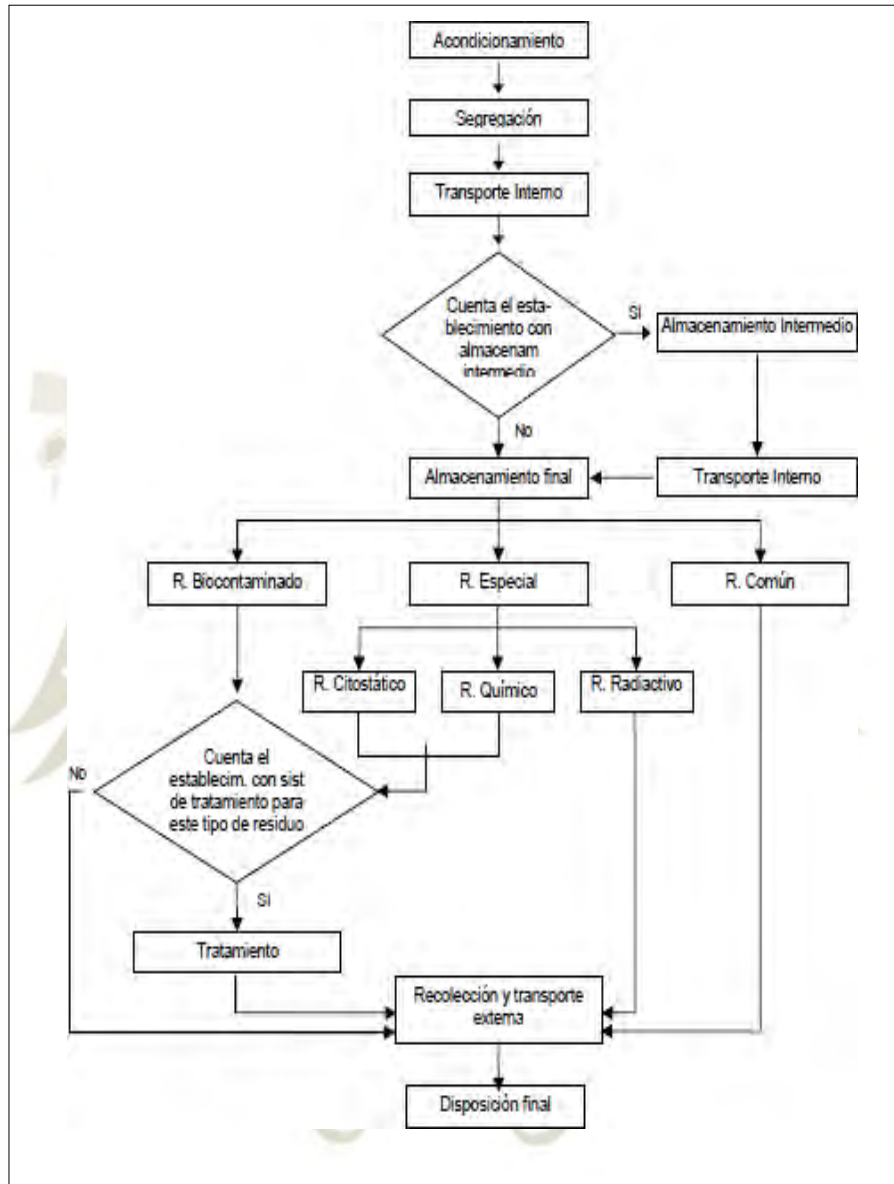 Acondicionamiento
Segregación
Transporte Interno
Cuenta el esta-
blecimiento con
almacenam
intermedio
SI
Almacenamiento Intermedio
No
Almacenamiento final
Transporte Interno
R. Biocontaminado
R. Especial
R. Común
R. Citostático
R. Químico
R. Radiactivo
Cuenta el
establecim. con sist
de tratamiento para
este tipo de residuo
No
SI
Tratamiento
Recolección y transporte
externa
Disposición final